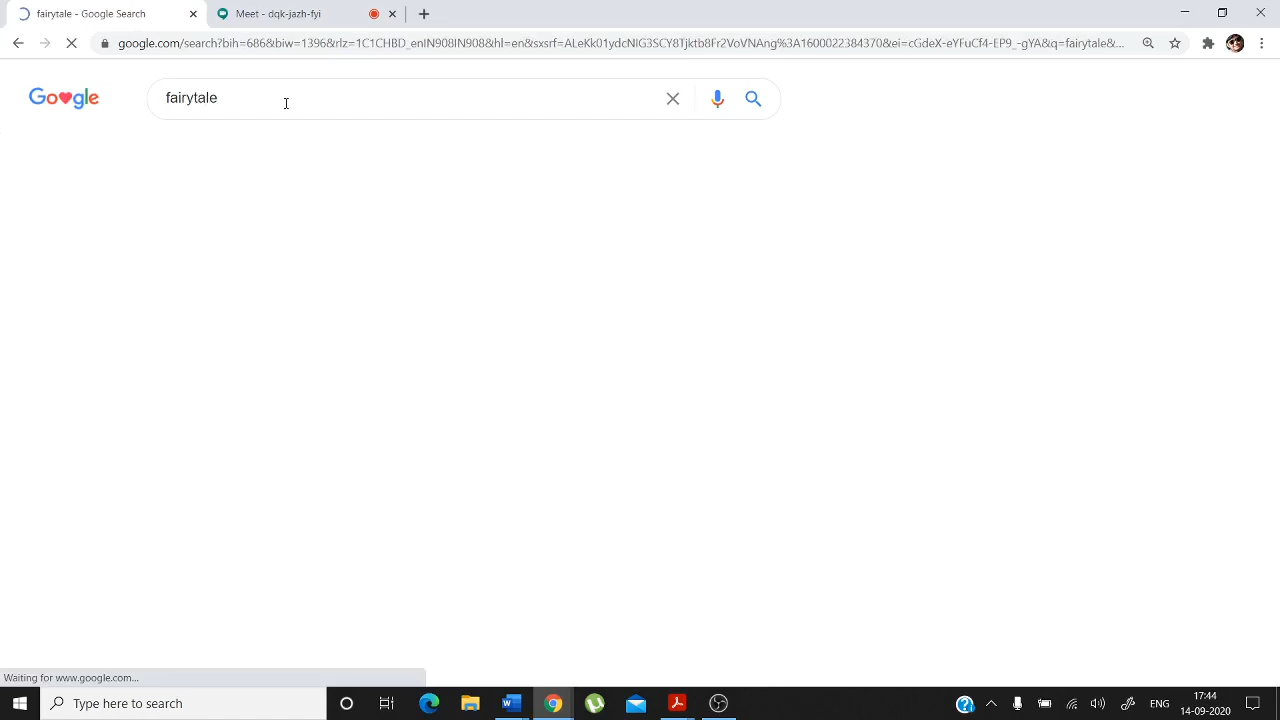 fairytale - Google Search
Meet - dqk-jazh-fyi
google.com/search?bih=686&biw=1396&rlz=1C1CHBD_enIN908IN908&hl=en&sxsrf=ALeKk01ydcNIG3SCY8Tjktb8Fr2VoVNAng%3A1600022384370&ei=cGdeX-eYFuCf4-EP9_-gYA&q=fairytale&...
Google
fairytale
Waiting for www.google.com...
Type here to search
ENG
17:44
14-09-2020